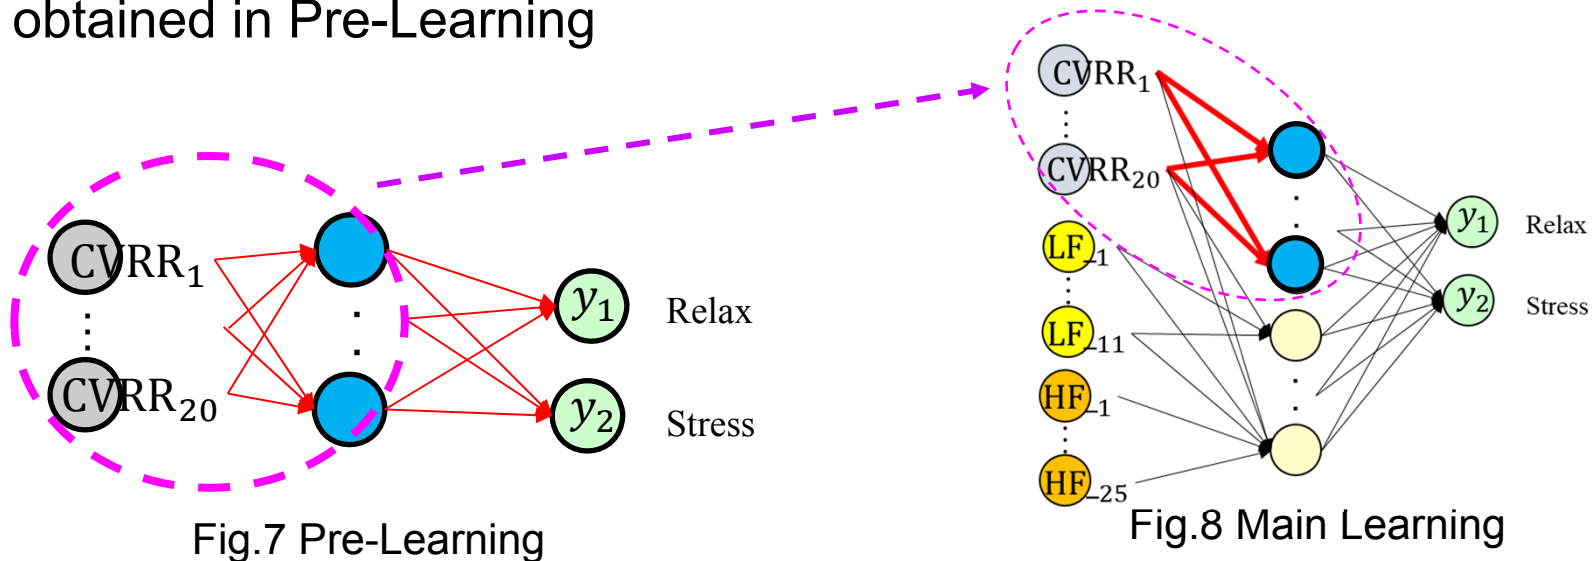 obtained in Pre-Learning
CVRR₁
CVRR₂₀
y₁
y₂
Relax
Stress
Fig.7 Pre-Learning
CVRR₁
CVRR₂₀
LF_₁
LF_₁₁
HF_₁
HF_₂₅
y₁
y₂
Relax
Stress
Fig.8 Main Learning